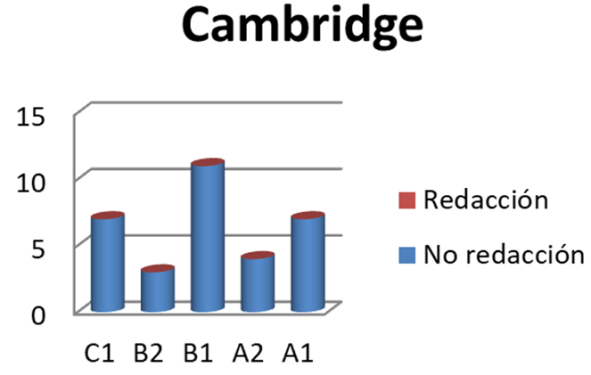 Cambridge
15
10
5
0
C1 B2 B1 A2 A1
Redacción
No redacción